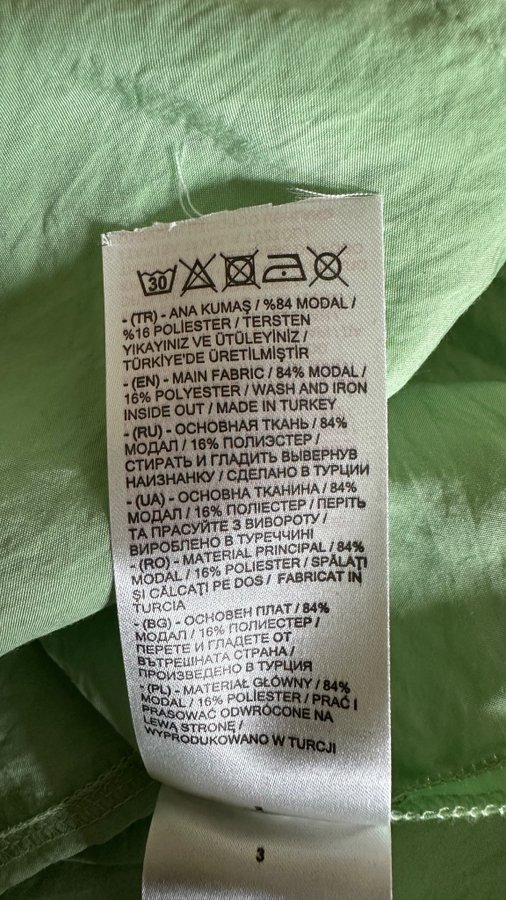 30
- (TR) - ANA KUMAŞ / %84 MODAL /
%16 POLIESTER / TERSTEN
YIKAYINIZ VE ÜTÜLEYİNİZ /
TÜRKİYE'DE ÜRETİLMİŞTİR
- (EN) - MAIN FABRIC / 84% MODAL /
16% POLYESTER / WASH AND IRON
INSIDE OUT / MADE IN TURKEY
- (RU) - ОСНОВНАЯ ТКАНЬ / 84%
МОДАЛ / 16% ПОЛИЭСТЕР /
СТИРАТЬ И ГЛАДИТЬ ВЫВЕРНУВ
НАИЗНАНКУ / СДЕЛАНО В ТУРЦИИ
- (UA) - ОСНОВНА ТКАНИНА / 84%
МОДАЛ / 16% ПОЛІЕСТЕР / ПЕРІТЬ
ТА ПРАСУЙТЕ З ВИВОРОТУ /
ВИРОБЛЕНО В ТУРЕЧЧИНІ
- (RO) - MATERIAL PRINCIPAL / 84%
MODAL / 16% POLIESTER / SPĂLAȚI
ȘI CĂLCAȚI PE DOS / FABRICAT ÎN
TURCIA
- (BG) - ОСНОВЕН ПЛАТ / 84%
МОДАЛ / 16% ПОЛИЕСТЕР /
ПЕРЕТЕ И ГЛАДЕТЕ ОТ
ВЪТРЕШНАТА СТРАНА /
ПРОИЗВЕДЕНО В ТУРЦИЯ
- (PL) - MATERIAŁ GŁÓWNY / 84%
MODAL / 16% POLIESTER / PRAĆ I
PRASOWAĆ ODWRÓCONE NA
LEWĄ STRONĘ /
WYPRODUKOWANO W TURCJI
3